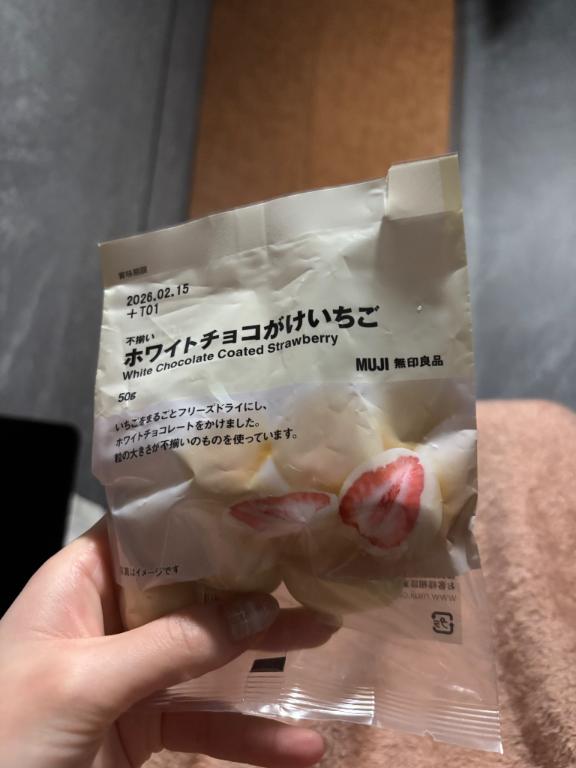 賞味期限
2026.02.15
+T01
不揃い
ホワイトチョコがけいちご
White Chocolate Coated Strawberry
MUJI 無印良品
50g
いちごをまるごとフリーズドライにし、
ホワイトチョコレートをかけました。
粒の大きさが不揃いのものを使っています。
写真はイメージです
プラ